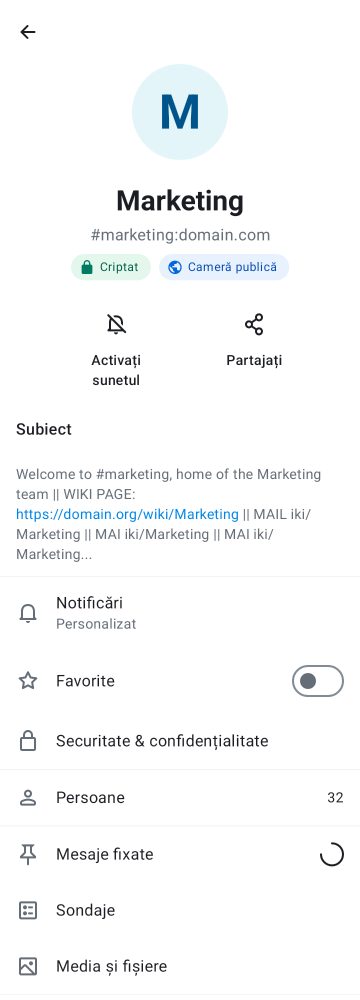 M
Marketing
#marketing:domain.com
Criptat
Cameră publică
Activați
sunetul
Partajați
Subiect
Welcome to #marketing, home of the Marketing
team || WIKI PAGE:
https://domain.org/wiki/Marketing || MAIL iki/
Marketing || MAI iki/Marketing || MAI iki/
Marketing...
Notificări
Personalizat
Favorite
Securitate & confidențialitate
Persoane
32
Mesaje fixate
Sondaje
Media și fișiere